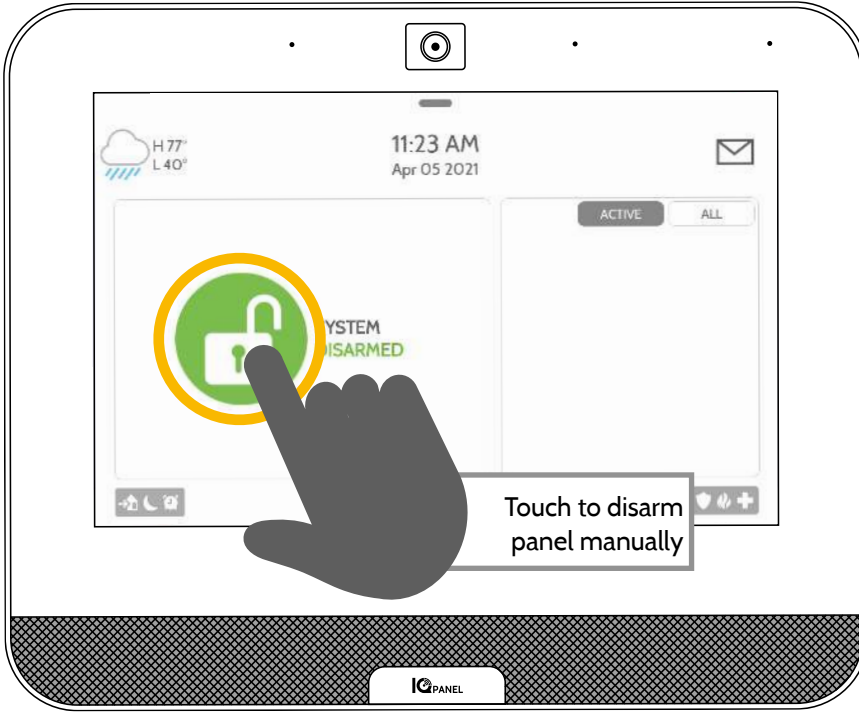 H 77°
L 40°
11:23 AM
Apr 05 2021
ACTIVE
ALL
YSTEM
ISARMED
Touch to disarm
panel manually
IQ PANEL